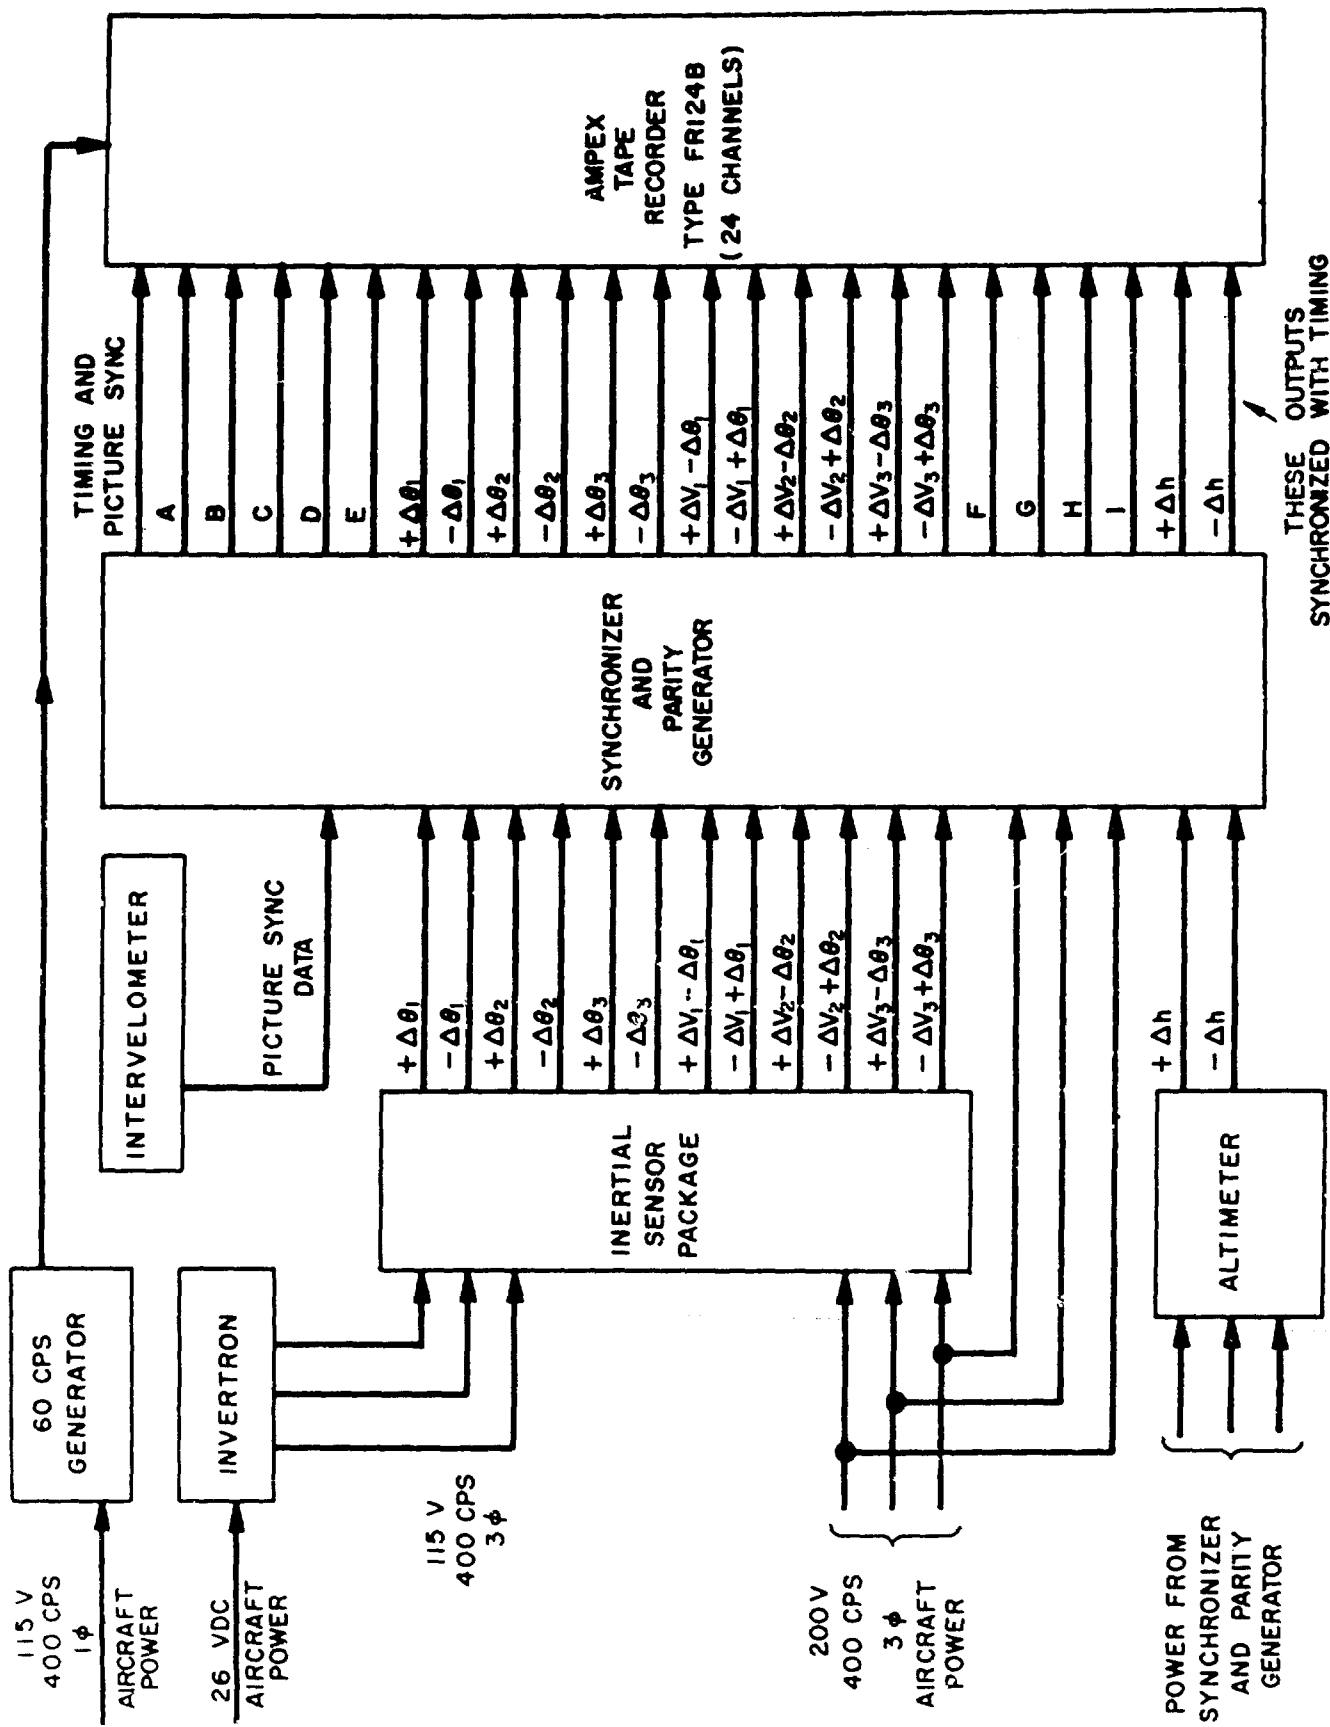 115 V
400 CPS
1ϕ
AIRCRAFT
POWER
60 CPS
GENERATOR
26 VDC
AIRCRAFT
POWER
INVERTRON
115 V
400 CPS
3ϕ
200V
400 CPS
3ϕ
AIRCRAFT
POWER
POWER FROM
SYNCHRONIZER
AND PARITY
GENERATOR
INTERVELOMETER
PICTURE SYNC
DATA
INERTIAL
SENSOR
PACKAGE
ALTIMETER
+Δθ1
-Δθ1
+Δθ2
-Δθ2
+Δθ3
-Δθ3
+ΔV1-ΔΘ1
-ΔV1+Δθ1
+ΔV2-Δθ2
-ΔV2+Δθ2
+ΔV3-Δθ3
-ΔV3+Δθ3
+Δh
-Δh
SYNCHRONIZER
AND
PARITY
GENERATOR
TIMING AND
PICTURE SYNC
A
B
C
D
E
+Δθ1
-Δθ1
+Δθ2
-Δθ2
+Δθ3
-Δθ3
+ΔV1-Δθ1
-ΔV1+Δθ1
+ΔV2-Δθ2
-ΔV2+Δθ2
+ΔV3-Δθ3
-ΔV3+Δθ3
F
G
H
I
+Δh
-Δh
THESE OUTPUTS
SYNCHRONIZED WITH TIMING
AMPEX
TAPE
RECORDER
TYPE FR124B
(24 CHANNELS)